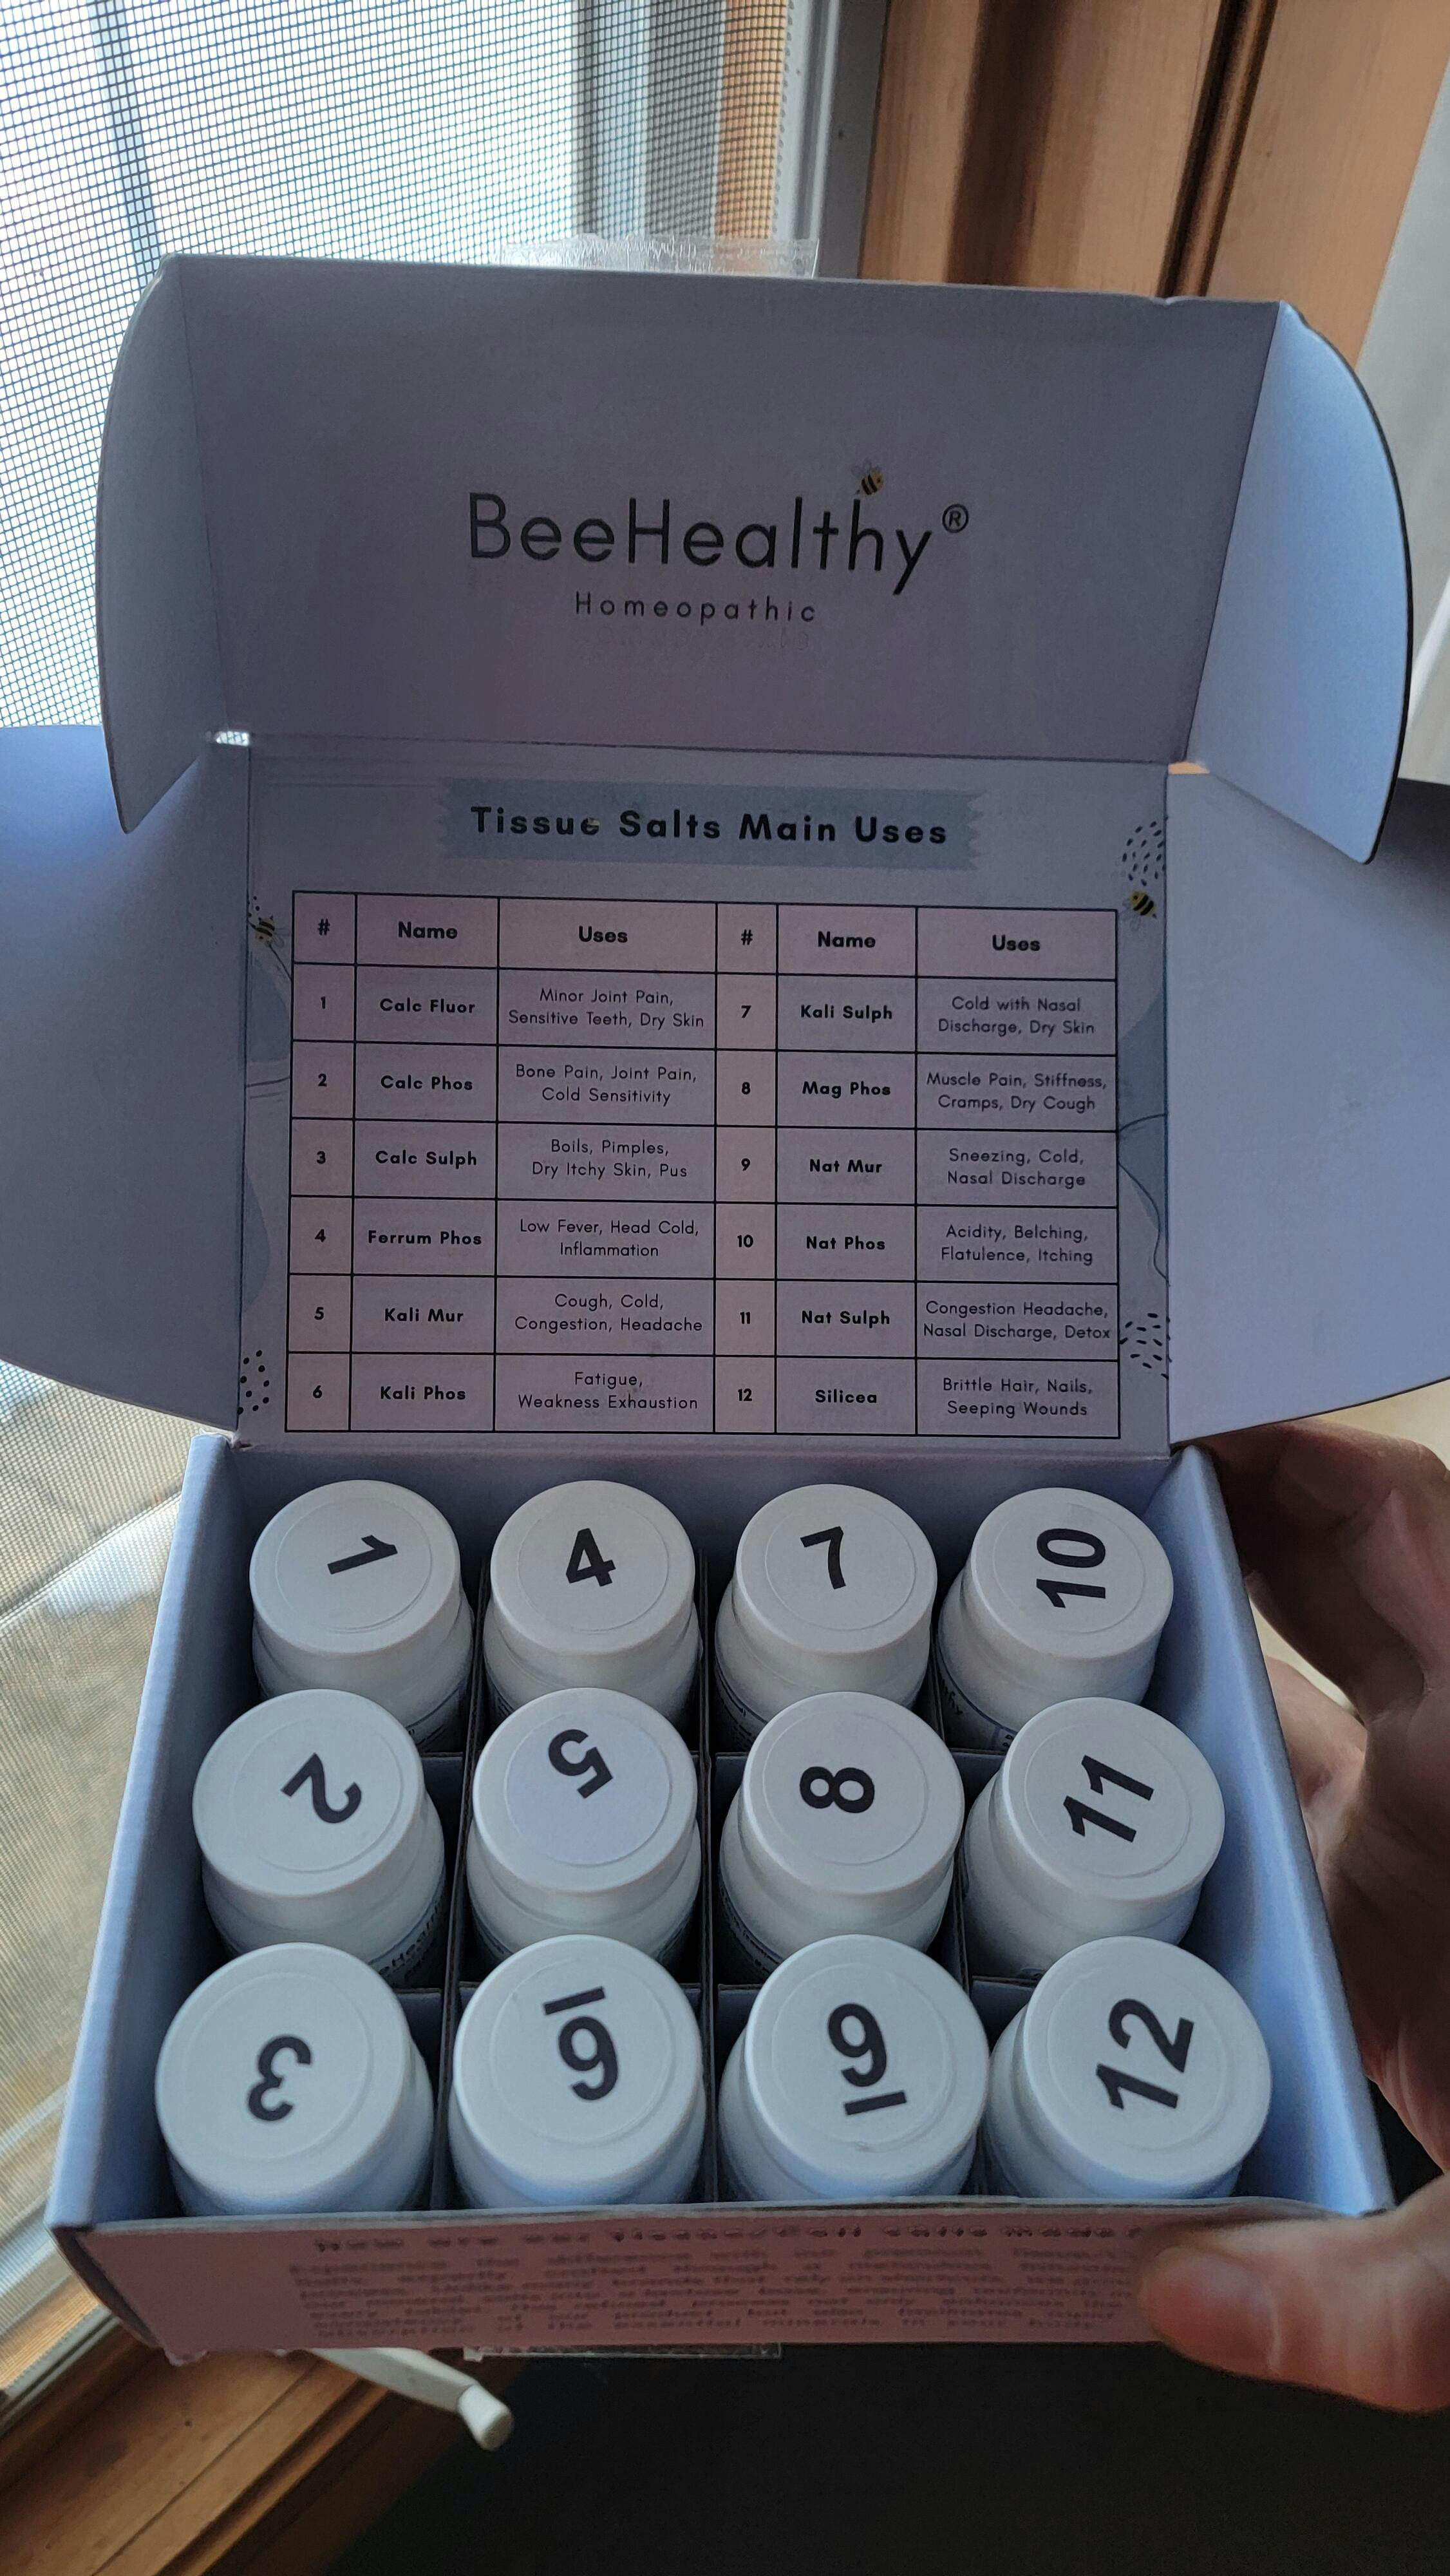 BeeHealthy®
Homeopathic
Tissue Salts Main Uses
# Name Uses # Name Uses
1 Calc Fluor Minor Joint Pain, Sensitive Teeth, Dry Skin 7 Kali Sulph Cold with Nasal Discharge, Dry Skin
2 Calc Phos Bone Pain, Joint Pain, Cold Sensitivity 8 Mag Phos Muscle Pain, Stiffness, Cramps, Dry Cough
3 Calc Sulph Boils, Pimples, Dry Itchy Skin, Pus 9 Nat Mur Sneezing, Cold, Nasal Discharge
4 Ferrum Phos Low Fever, Head Cold, Inflammation 10 Nat Phos Acidity, Belching, Flatulence, Itching
5 Kali Mur Cough, Cold, Congestion, Headache 11 Nat Sulph Congestion Headache, Nasal Discharge, Detox
6 Kali Phos Fatigue, Weakness Exhaustion 12 Silicea Brittle Hair, Nails, Seeping Wounds
1 4 7 10
2 5 8 11
3 6 9 12